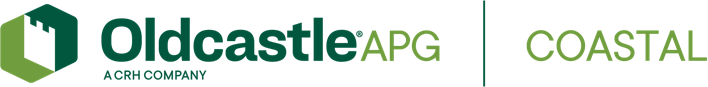 Oldcastle® APG | COASTAL
A CRH COMPANY